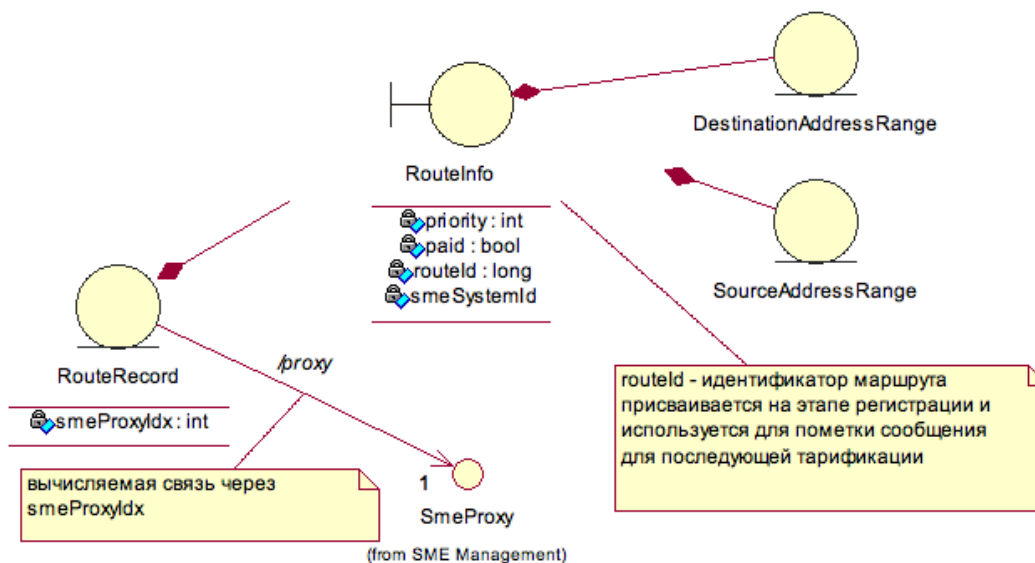 DestinationAddressRange
RouteInfo
priority : int
paid : bool
routeId : long
smeSystemId
SourceAddressRange
RouteRecord
smeProxyIdx : int
/proxy
routeId - идентификатор маршрута
присваивается на этапе регистрации и
используется для пометки сообщения
для последующей тарификации
вычисляемая связь через
smeProxyIdx
1
SmeProxy
(from SME Management)